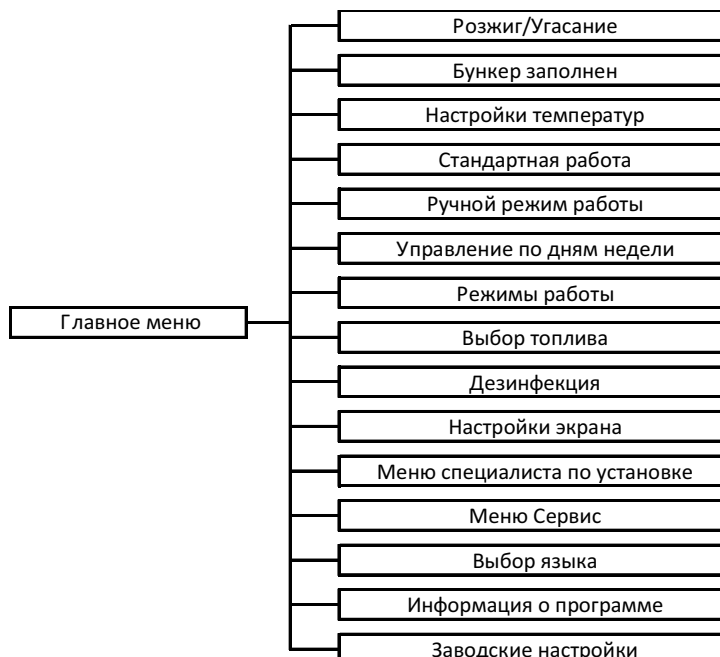 Розжиг/Угасание
Бункер заполнен
Настройки температур
Стандартная работа
Ручной режим работы
Управление по дням недели
Режимы работы
Главное меню
Выбор топлива
Дезинфекция
Настройки экрана
Меню специалиста по установке
Меню Сервис
Выбор языка
Информация о программе
Заводские настройки